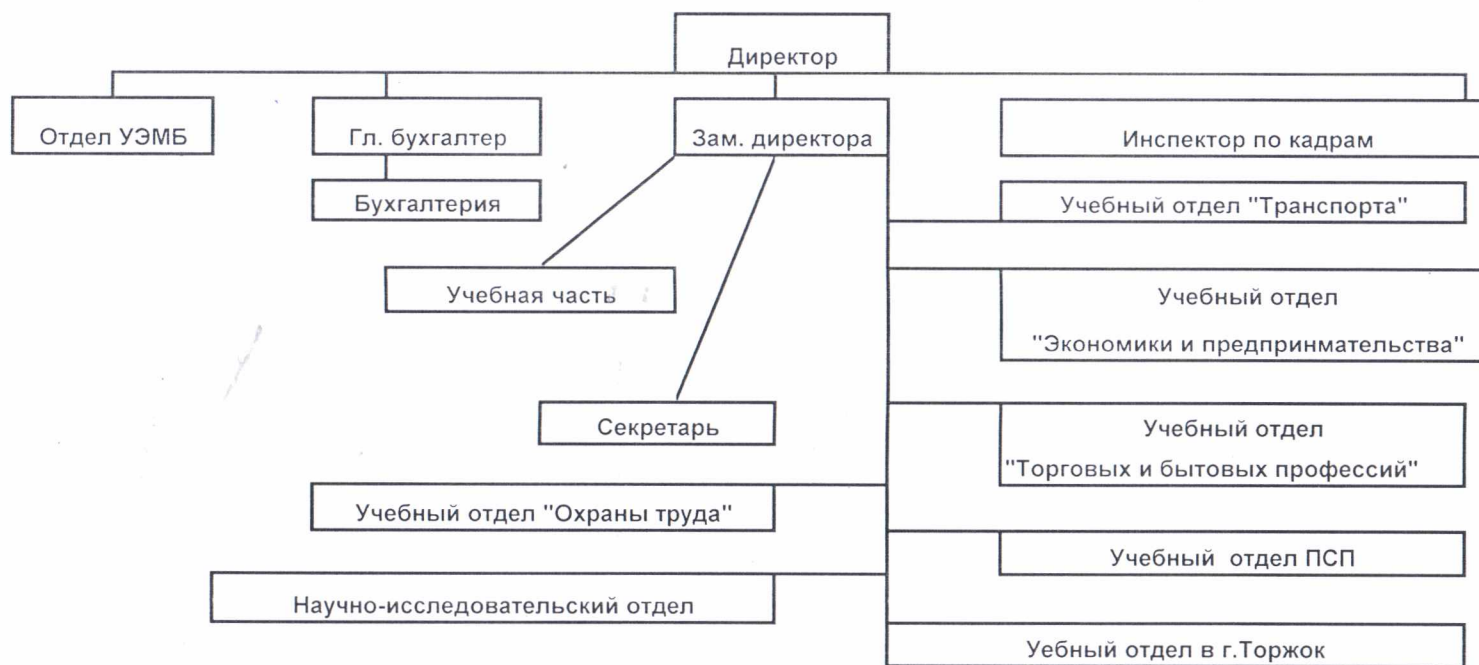 Директор
Отдел УЭМБ
Гл. бухгалтер
Зам. директора
Инспектор по кадрам
Бухгалтерия
Учебный отдел "Транспорта"
Учебная часть
Учебный отдел
"Экономики и предпринмательства"
Секретарь
Учебный отдел
"Торговых и бытовых профессий"
Учебный отдел "Охраны труда"
Учебный отдел ПСП
Научно-исследовательский отдел
Уебный отдел в г.Торжок